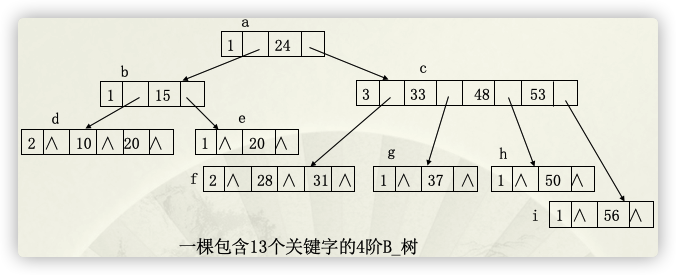 a
1 24
b
1 15
c
3 33 48 53
d
2 ∧ 10 ∧ 20 ∧
e
1 ∧ 20 ∧
f 2 ∧ 28 ∧ 31 ∧
g
1 ∧ 37 ∧
h
1 ∧ 50 ∧
i 1 ∧ 56 ∧
一棵包含13个关键字的4阶B_树